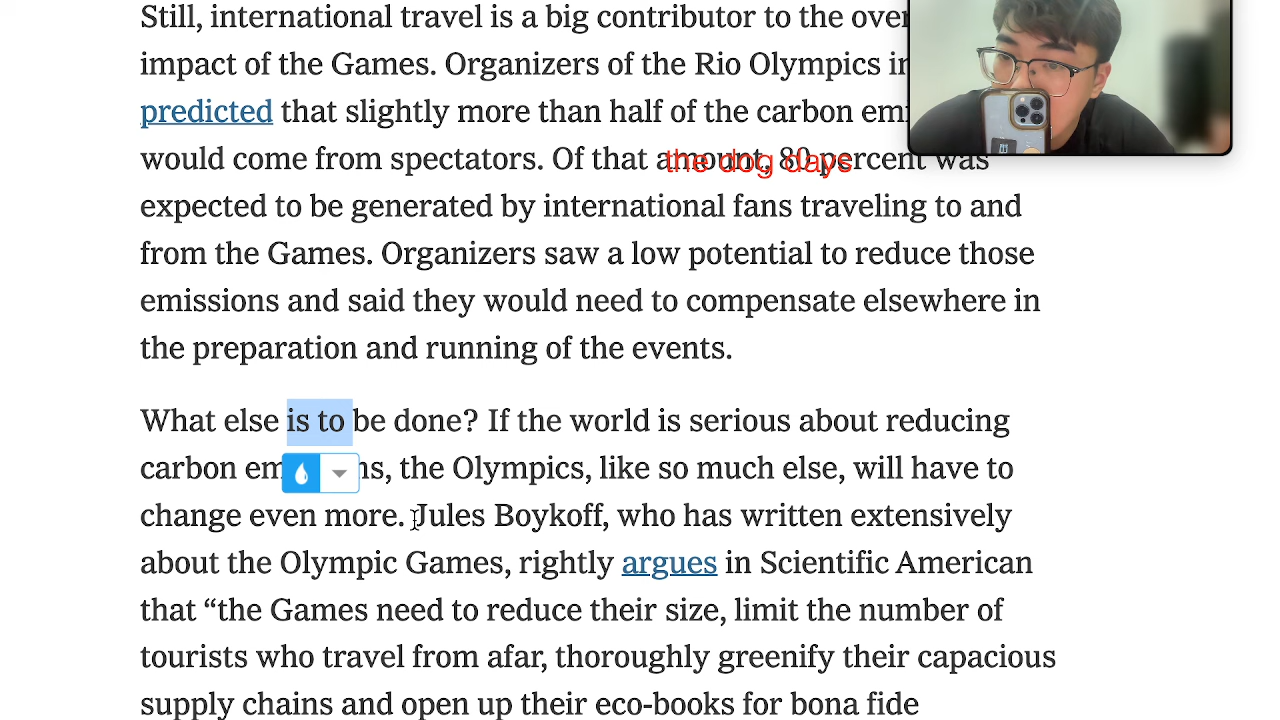 Still, international travel is a big contributor to the over
impact of the Games. Organizers of the Rio Olympics in
predicted that slightly more than half of the carbon emi
would come from spectators. Of that amount, 80 percent was
the dog days
expected to be generated by international fans traveling to and
from the Games. Organizers saw a low potential to reduce those
emissions and said they would need to compensate elsewhere in
the preparation and running of the events.
What else is to be done? If the world is serious about reducing
carbon em ns, the Olympics, like so much else, will have to
change even more. Jules Boykoff, who has written extensively
about the Olympic Games, rightly argues in Scientific American
that “the Games need to reduce their size, limit the number of
tourists who travel from afar, thoroughly greenify their capacious
supply chains and open up their eco-books for bona fide